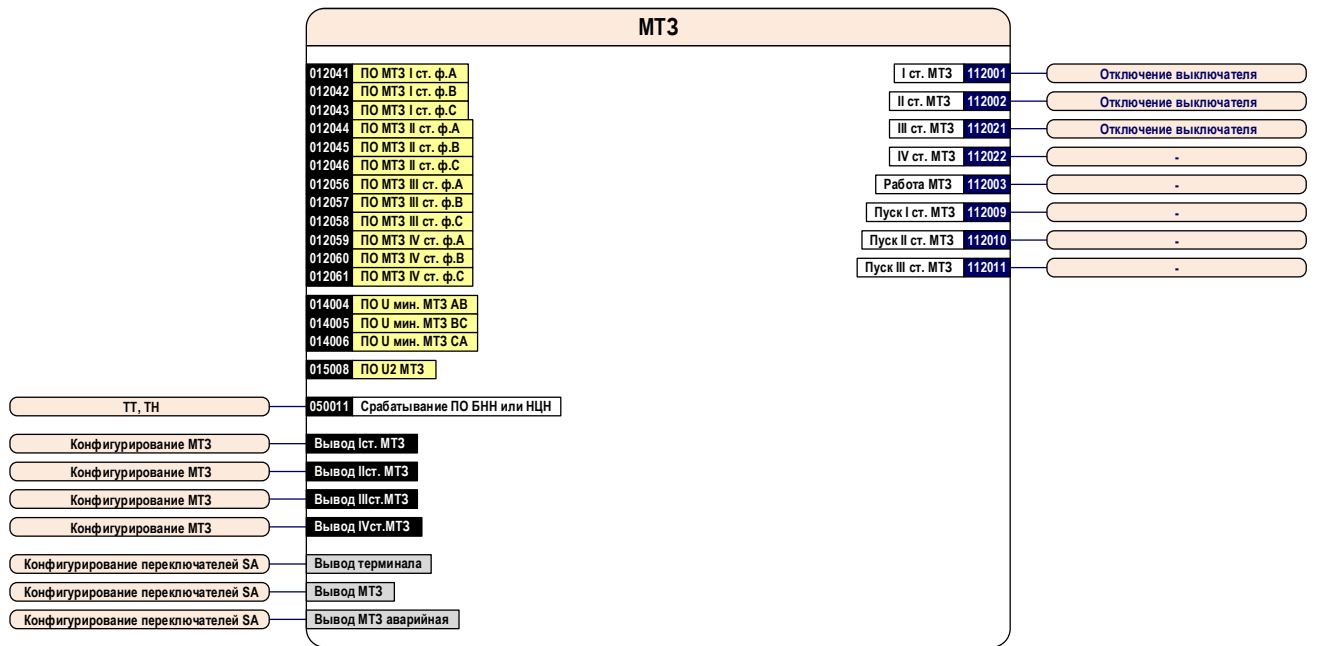 МТЗ
012041 ПО МТЗ I ст. ф.А
012042 ПО МТЗ I ст. ф.В
012043 ПО МТЗ I ст. ф.С
012044 ПО МТЗ II ст. ф.А
012045 ПО МТЗ II ст. ф.В
012046 ПО МТЗ II ст. ф.С
012056 ПО МТЗ III ст. ф.А
012057 ПО МТЗ III ст. ф.В
012058 ПО МТЗ III ст. ф.С
012059 ПО МТЗ IV ст. ф.А
012060 ПО МТЗ IV ст. ф.В
012061 ПО МТЗ IV ст. ф.С
014004 ПО U мин. МТЗ АВ
014005 ПО U мин. МТЗ ВС
014006 ПО U мин. МТЗ СА
015008 ПО U2 МТЗ
ТТ, ТН 050011 Срабатывание ПО БНН или НЦН
Конфигурирование МТЗ Вывод Iст. МТЗ
Конфигурирование МТЗ Вывод IIст. МТЗ
Конфигурирование МТЗ Вывод IIIст.МТЗ
Конфигурирование МТЗ Вывод IVст.МТЗ
Конфигурирование переключателей SA Вывод терминала
Конфигурирование переключателей SA Вывод МТЗ
Конфигурирование переключателей SA Вывод МТЗ аварийная
I ст. МТЗ 112001 Отключение выключателя
II ст. МТЗ 112002 Отключение выключателя
III ст. МТЗ 112021 Отключение выключателя
IV ст. МТЗ 112022 -
Работа МТЗ 112003 -
Пуск I ст. МТЗ 112009 -
Пуск II ст. МТЗ 112010 -
Пуск III ст. МТЗ 112011 -